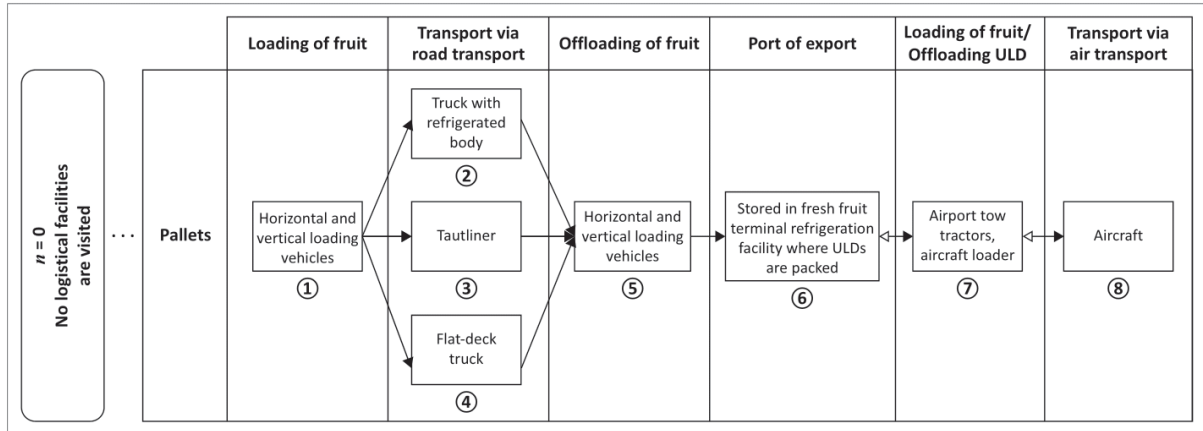 Loading of fruit
Transport via
road transport
Offloading of fruit
Port of export
Loading of fruit/
Offloading ULD
Transport via
air transport
n = 0
No logistical facilities
are visited
...
Pallets
Horizontal and
vertical loading
vehicles
①
Truck with
refrigerated
body
②
Tautliner
③
Flat-deck
truck
④
Horizontal and
vertical loading
vehicles
⑤
Stored in fresh fruit
terminal refrigeration
facility where ULDs
are packed
⑥
Airport tow
tractors,
aircraft loader
⑦
Aircraft
⑧